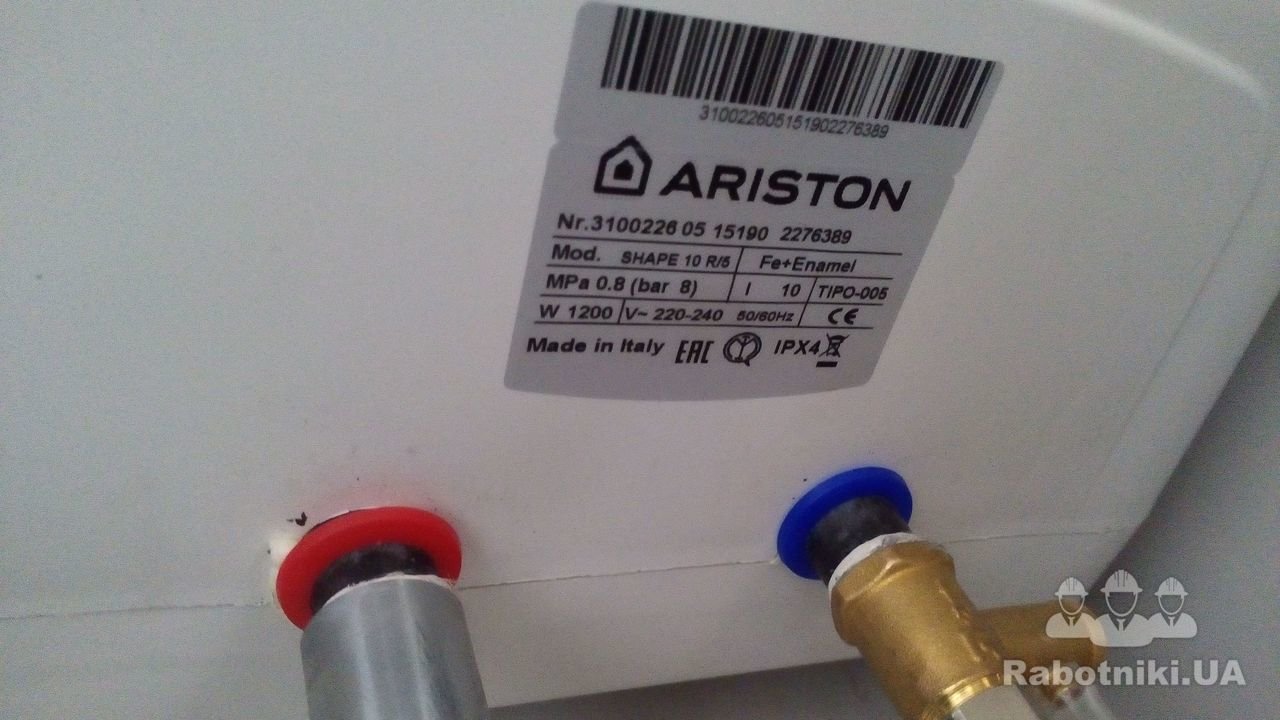 310022605151902276389
ARISTON
Nr.3100226 05 15190 2276389
Mod. SHAPE 10 R/5 Fe+Enamel
MPa 0.8 (bar 8) l 10 TIPO-005
W 1200 V~ 220-240 50/60Hz CE
Made in Italy EAC IPX4
Rabotniki.UA